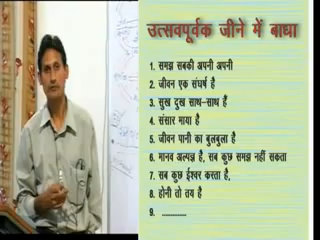 उत्सवपूर्वक जीने में बाधा
1. समझ सबकी अपनी अपनी
2. जीवन एक संघर्ष है
3. सुख दुख साथ-साथ हैं
4. संसार माया है
5. जीवन पानी का बुलबुला है
6. मानव अल्पज्ञ है, सब कुछ समझ नहीं सकता
7. सब कुछ ईश्वर करता है,
8. होनी तो तय है
9. ..............